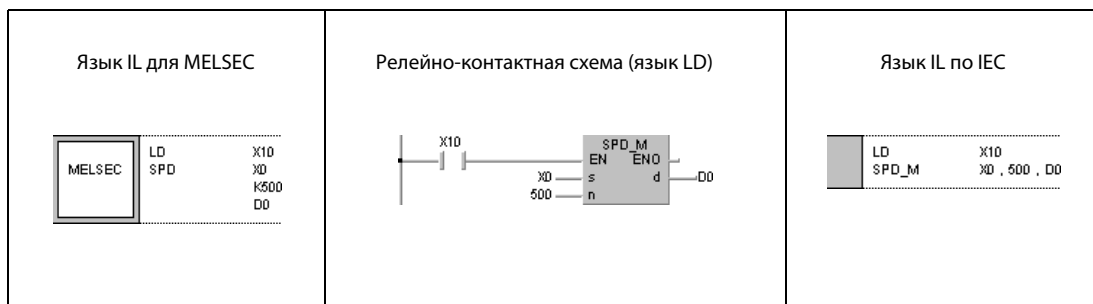 Язык IL для MELSEC
MELSEC
LD X10
SPD X0
K500
D0
Релейно-контактная схема (язык LD)
X10
SPD_M
EN ENO
X0 s d D0
500 n
Язык IL по IEC
LD X10
SPD_M X0 , 500 , D0